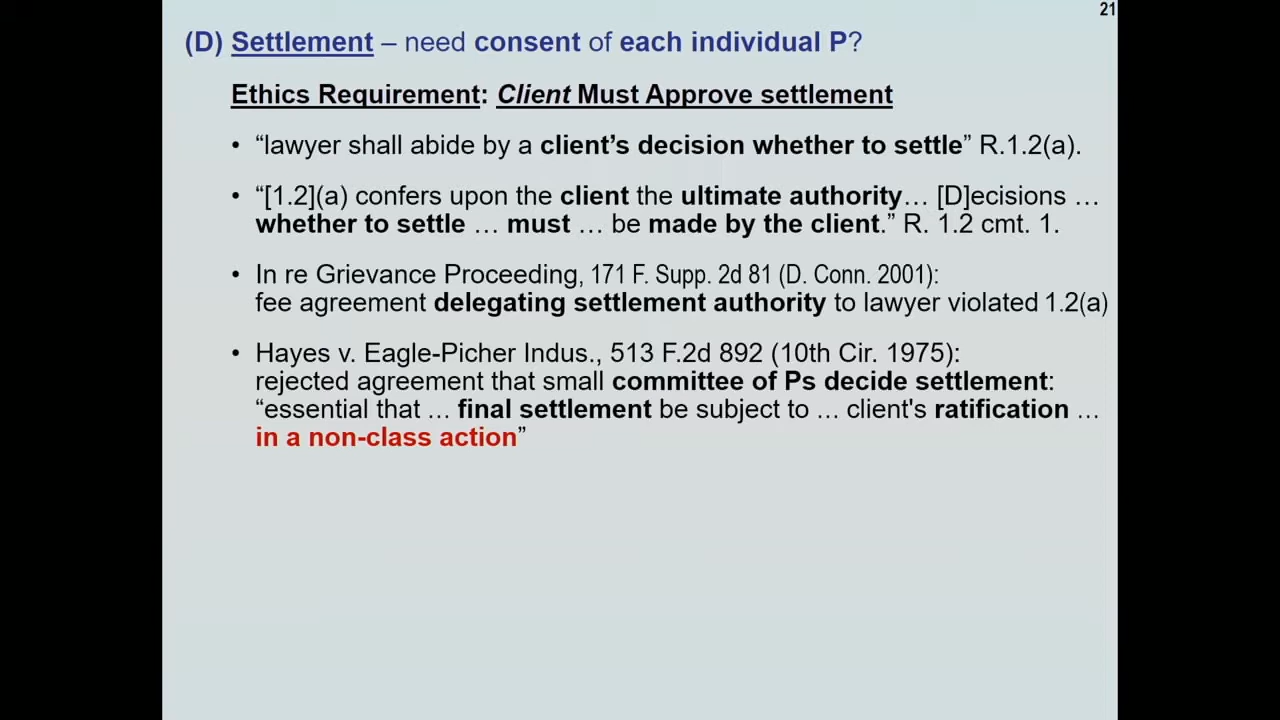 21
(D) Settlement – need consent of each individual P?
Ethics Requirement: Client Must Approve settlement
• “lawyer shall abide by a client’s decision whether to settle” R.1.2(a).
• “[1.2](a) confers upon the client the ultimate authority… [D]ecisions …
whether to settle … must … be made by the client.” R. 1.2 cmt. 1.
• In re Grievance Proceeding, 171 F. Supp. 2d 81 (D. Conn. 2001):
fee agreement delegating settlement authority to lawyer violated 1.2(a)
• Hayes v. Eagle-Picher Indus., 513 F.2d 892 (10th Cir. 1975):
rejected agreement that small committee of Ps decide settlement:
“essential that … final settlement be subject to … client's ratification …
in a non-class action”